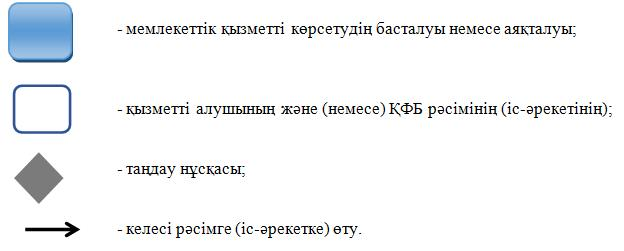 - мемлекеттік қызметті көрсетудің басталуы немесе аяқталуы;
- қызметті алушының және (немесе) ҚФБ рәсімінің (іс-әрекетінің);
- таңдау нұсқасы;
- келесі рәсімге (іс-әрекетке) өту.